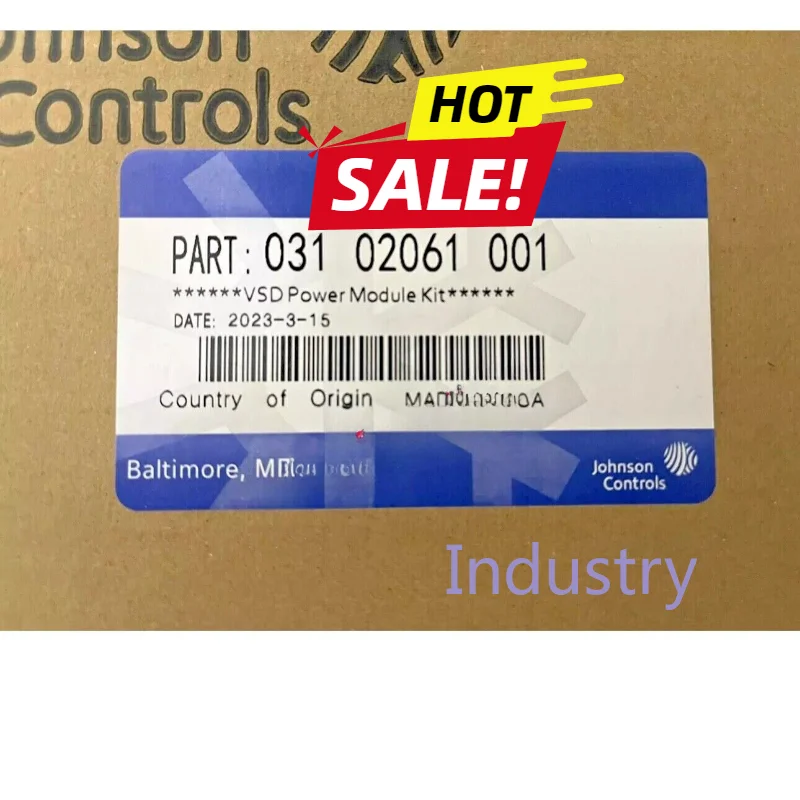 Johnson
Controls
HOT
SALE!
PART: 031 02061 001
******VSD Power Module Kit******
DATE: 2023-3-15
Country of Origin
Baltimore,
Johnson
Controls
Industry